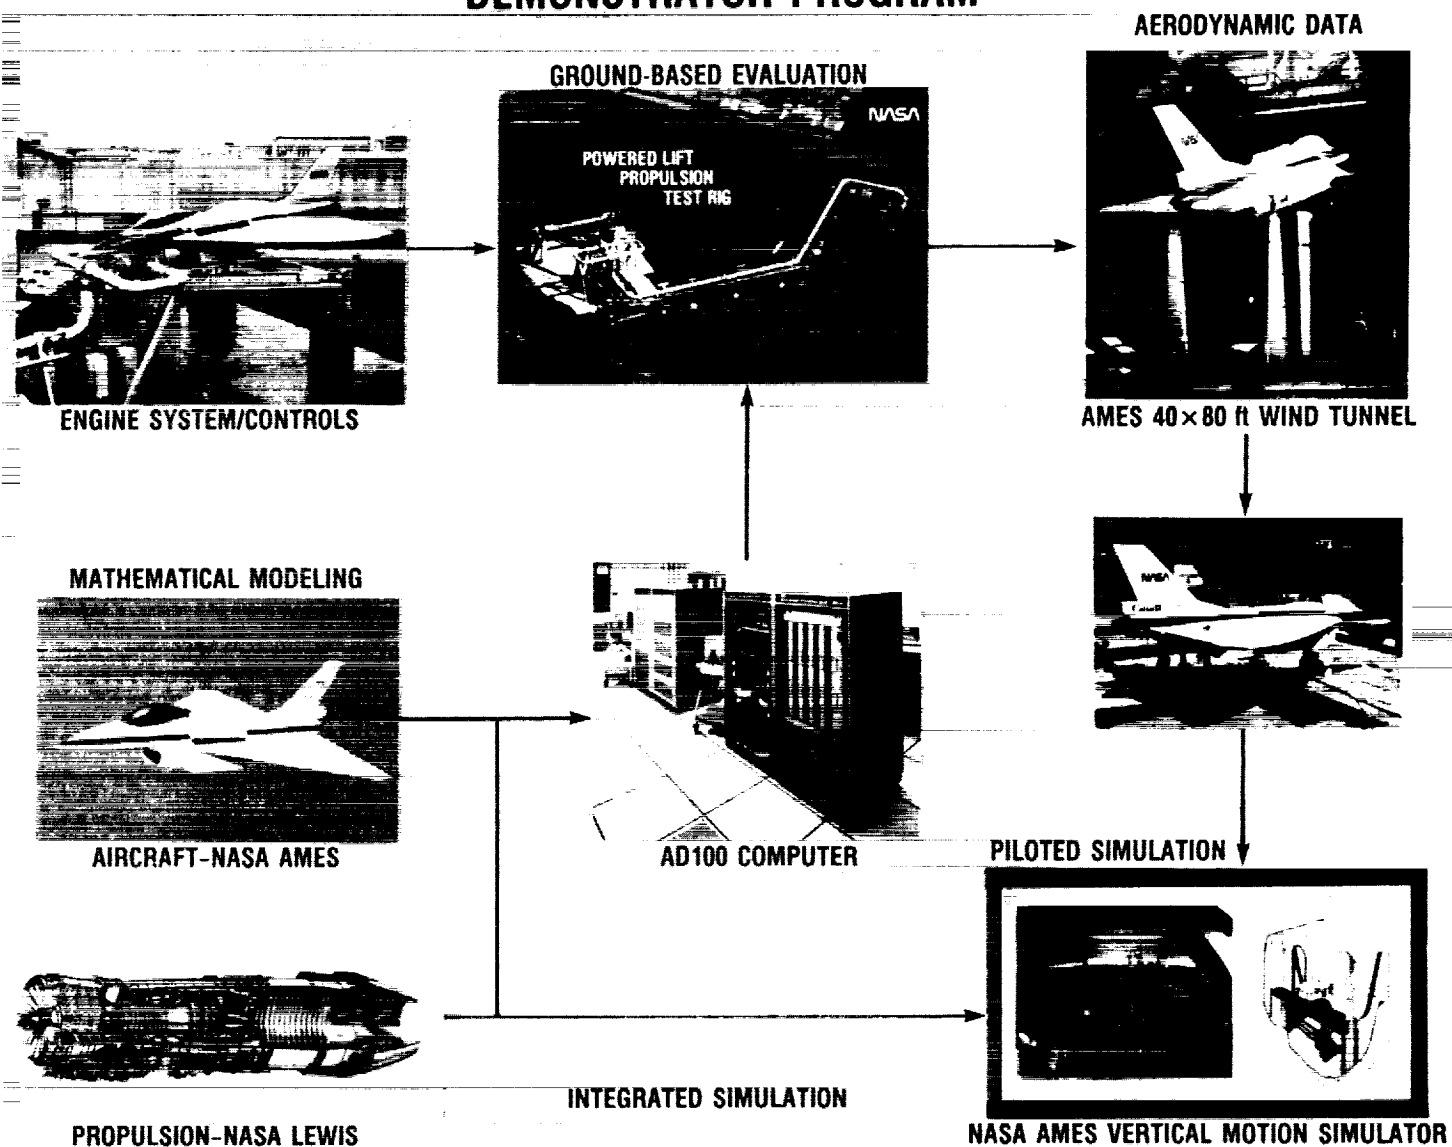 DEMONSTRATOR PROGRAM
AERODYNAMIC DATA
GROUND-BASED EVALUATION
NASA
POWERED LIFT
PROPULSION
TEST RIG
ENGINE SYSTEM/CONTROLS
AMES 40×80 ft WIND TUNNEL
MATHEMATICAL MODELING
NASA
AIRCRAFT-NASA AMES
AD100 COMPUTER
PILOTED SIMULATION
INTEGRATED SIMULATION
PROPULSION-NASA LEWIS
NASA AMES VERTICAL MOTION SIMULATOR